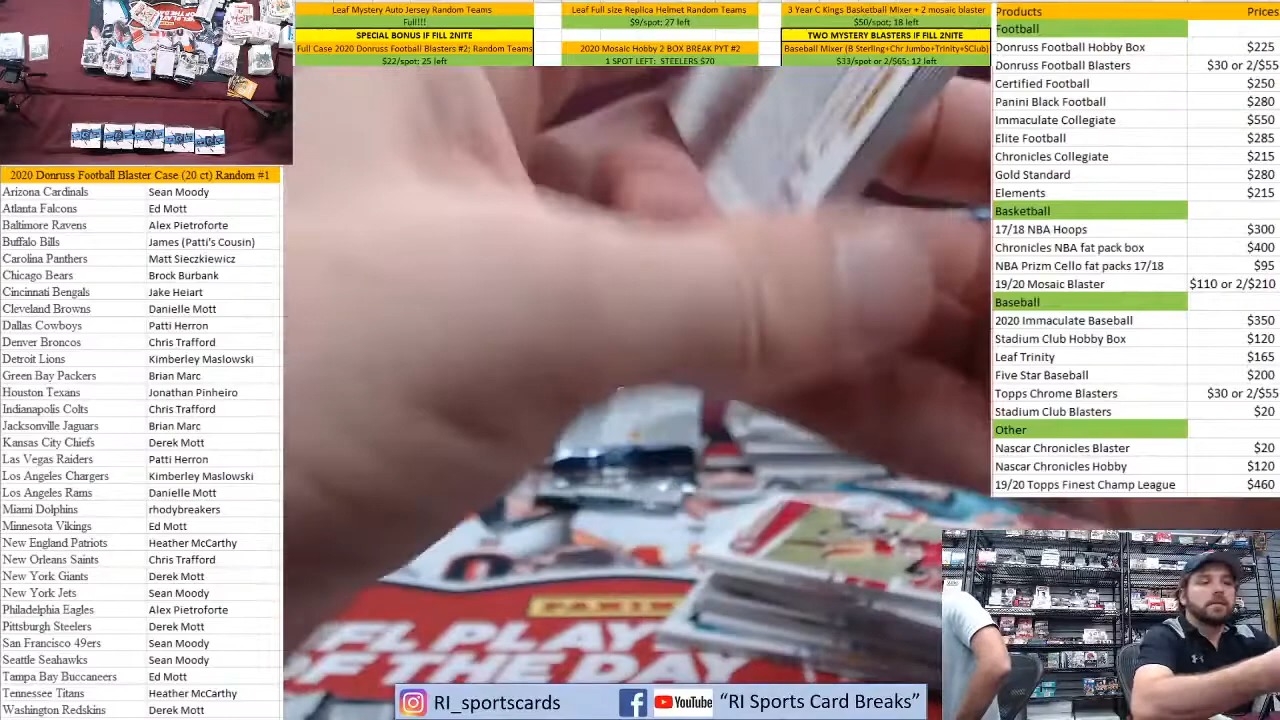 Leaf Mystery Auto Jersey Random Teams
Full!!!
SPECIAL BONUS IF FILL 2NITE
Full Case 2020 Donruss Football Blasters #2; Random Teams
$22/spot: 25 left
Leaf Full size Replica Helmet Random Teams
$9/spot; 27 left
2020 Mosaic Hobby 2 BOX BREAK PYT #2
1 SPOT LEFT: STEELERS $70
3 Year C Kings Basketball Mixer + 2 mosaic blaster
$50/spot; 18 left
TWO MYSTERY BLASTERS IF FILL 2NITE
Baseball Mixer (B Sterling+Chr Jumbo+Trinity+SClub)
$33/spot or 2/$65: 12 left
2020 Donruss Football Blaster Case (20 ct) Random #1
Arizona Cardinals Sean Moody
Atlanta Falcons Ed Mott
Baltimore Ravens Alex Pietroforte
Buffalo Bills James (Patti's Cousin)
Carolina Panthers Matt Sieczkiewicz
Chicago Bears Brock Burbank
Cincinnati Bengals Jake Heiart
Cleveland Browns Danielle Mott
Dallas Cowboys Patti Herron
Denver Broncos Chris Trafford
Detroit Lions Kimberley Maslowski
Green Bay Packers Brian Marc
Houston Texans Jonathan Pinheiro
Indianapolis Colts Chris Trafford
Jacksonville Jaguars Brian Marc
Kansas City Chiefs Derek Mott
Las Vegas Raiders Patti Herron
Los Angeles Chargers Kimberley Maslowski
Los Angeles Rams Danielle Mott
Miami Dolphins rhodybreakers
Minnesota Vikings Ed Mott
New England Patriots Heather McCarthy
New Orleans Saints Chris Trafford
New York Giants Derek Mott
New York Jets Sean Moody
Philadelphia Eagles Alex Pietroforte
Pittsburgh Steelers Derek Mott
San Francisco 49ers Sean Moody
Seattle Seahawks Sean Moody
Tampa Bay Buccaneers Ed Mott
Tennessee Titans Heather McCarthy
Washington Redskins Derek Mott
Products Prices
Football
Donruss Football Hobby Box $225
Donruss Football Blasters $30 or 2/$55
Certified Football $250
Panini Black Football $280
Immaculate Collegiate $550
Elite Football $285
Chronicles Collegiate $215
Gold Standard $280
Elements $215
Basketball
17/18 NBA Hoops $300
Chronicles NBA fat pack box $400
NBA Prizm Cello fat packs 17/18 $95
19/20 Mosaic Blaster $110 or 2/$210
Baseball
2020 Immaculate Baseball $350
Stadium Club Hobby Box $120
Leaf Trinity $165
Five Star Baseball $200
Topps Chrome Blasters $30 or 2/$55
Stadium Club Blasters $20
Other
Nascar Chronicles Blaster $20
Nascar Chronicles Hobby $120
19/20 Topps Finest Champ League $460
PANINI
PLAY
THE DAY
RI_sportscards
YouTube "RI Sports Card Breaks"